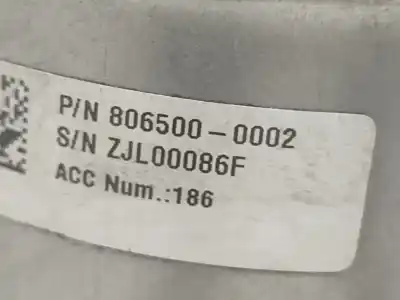 P/N 806500-0002
S/N ZJL00086F
ACC Num.:186